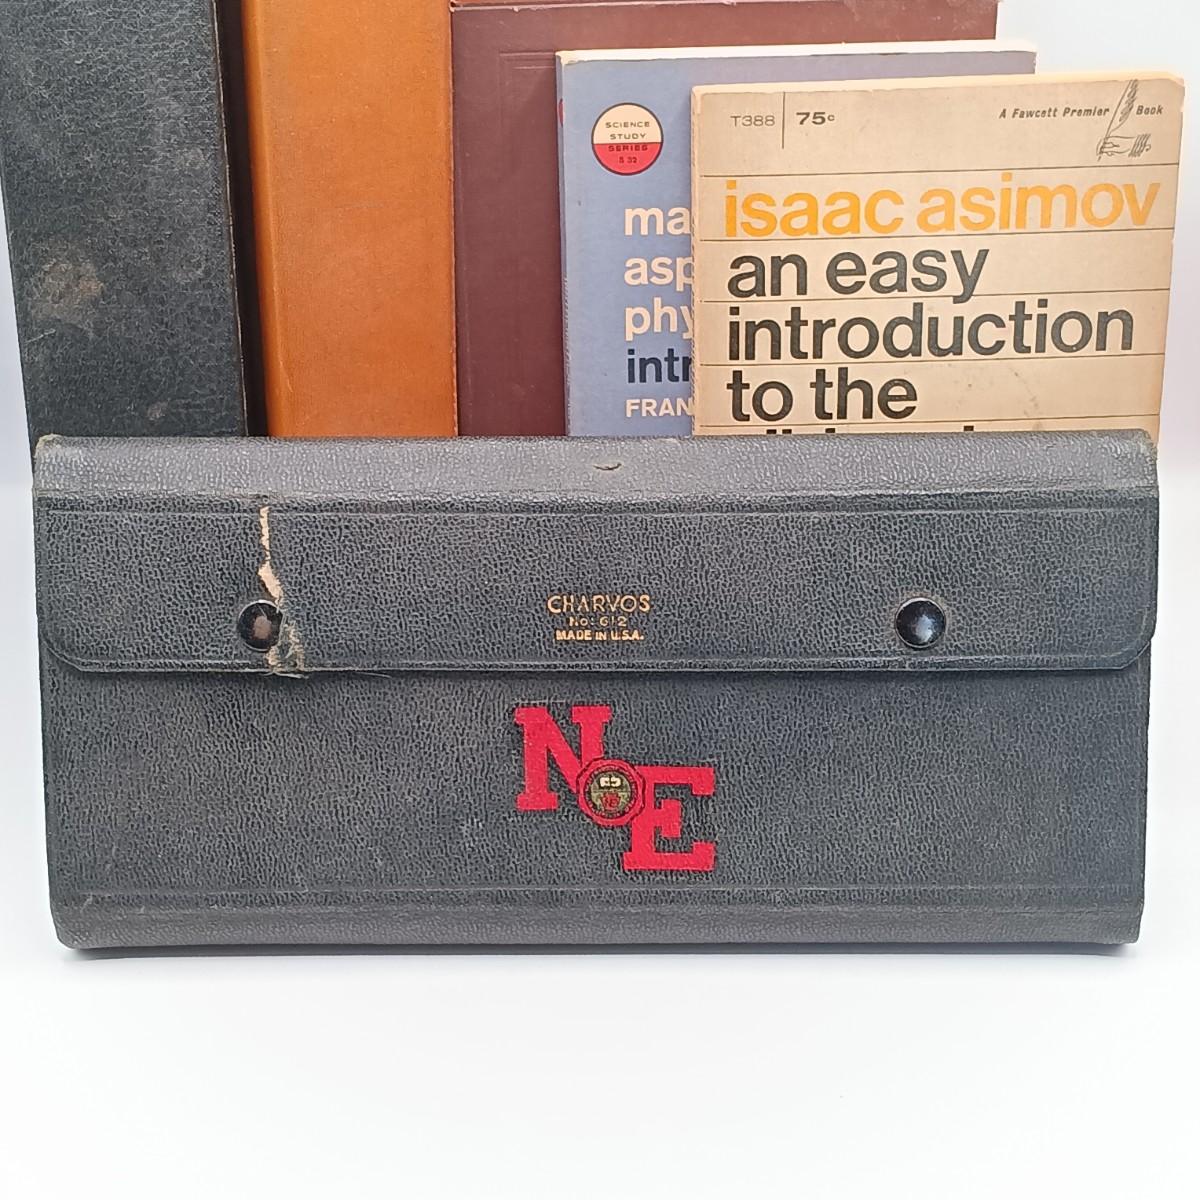 SCIENCE
STUDY
SERIES
S 32
ma
asp
phy
intr
FRAN
T388 75c
A Fawcett Premier Book
isaac asimov
an easy
introduction
to the
CHARVOS
No: 612
MADE IN U.S.A.
NE